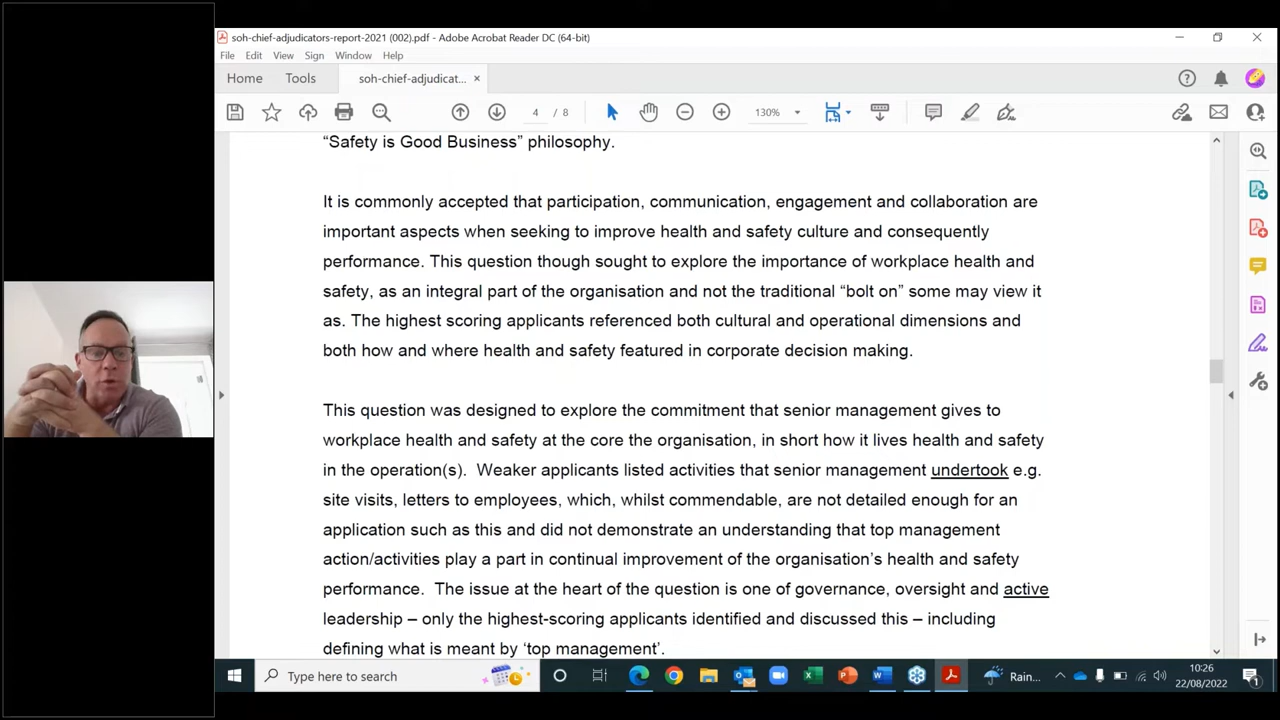 soh-chief-adjudicators-report-2021 (002).pdf - Adobe Acrobat Reader DC (64-bit)
File Edit View Sign Window Help
Home Tools soh-chief-adjudicat... ×
4 / 8 130%
“Safety is Good Business” philosophy.
It is commonly accepted that participation, communication, engagement and collaboration are
important aspects when seeking to improve health and safety culture and consequently
performance. This question though sought to explore the importance of workplace health and
safety, as an integral part of the organisation and not the traditional “bolt on” some may view it
as. The highest scoring applicants referenced both cultural and operational dimensions and
both how and where health and safety featured in corporate decision making.
This question was designed to explore the commitment that senior management gives to
workplace health and safety at the core the organisation, in short how it lives health and safety
in the operation(s). Weaker applicants listed activities that senior management undertook e.g.
site visits, letters to employees, which, whilst commendable, are not detailed enough for an
application such as this and did not demonstrate an understanding that top management
action/activities play a part in continual improvement of the organisation’s health and safety
performance. The issue at the heart of the question is one of governance, oversight and active
leadership – only the highest-scoring applicants identified and discussed this – including
defining what is meant by ‘top management’.
Type here to search Rain... 10:26
22/08/2022